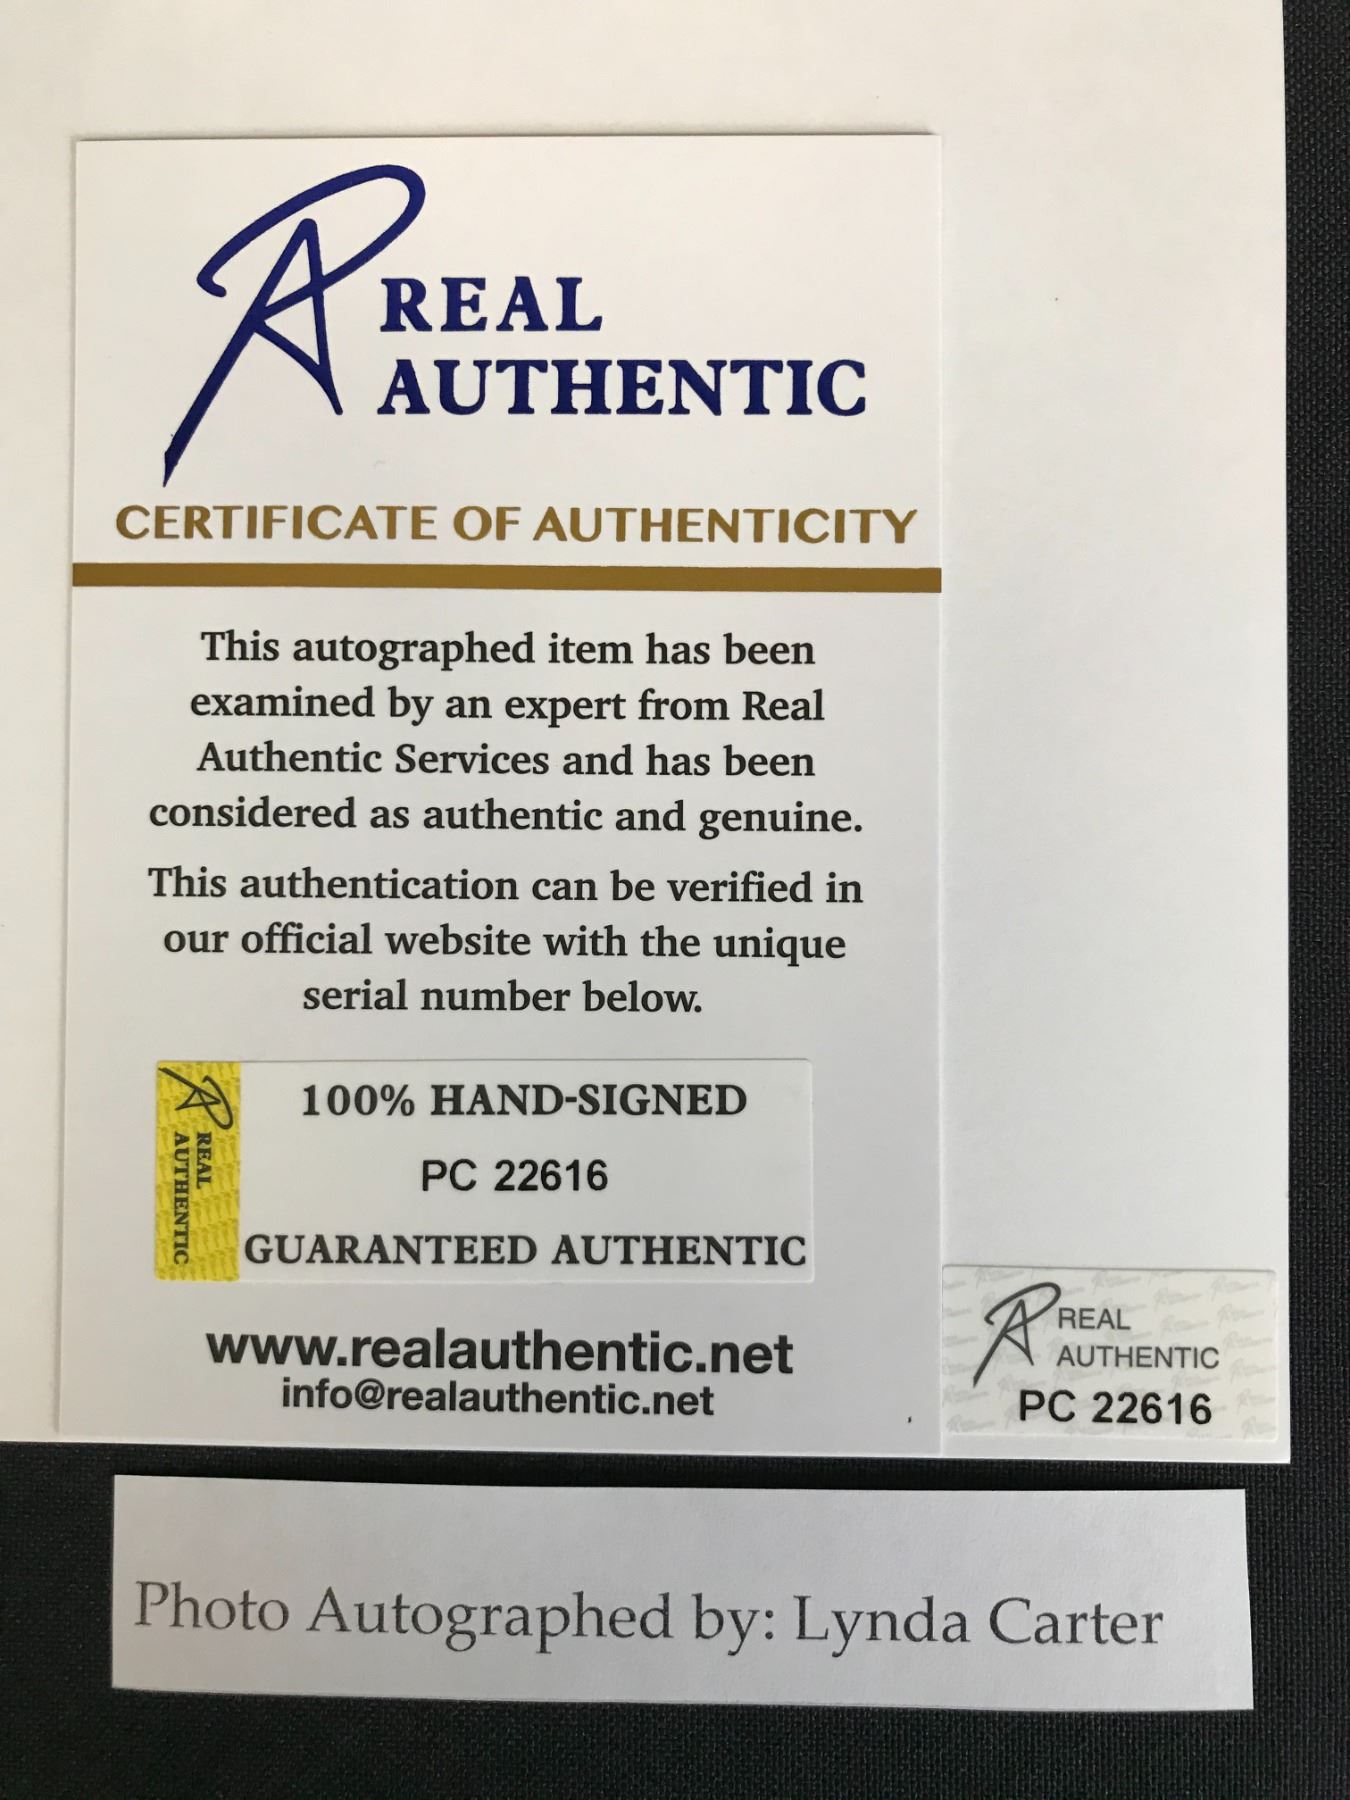 REAL
AUTHENTIC
CERTIFICATE OF AUTHENTICITY
This autographed item has been
examined by an expert from Real
Authentic Services and has been
considered as authentic and genuine.
This authentication can be verified in
our official website with the unique
serial number below.
REAL
AUTHENTIC
100% HAND-SIGNED
PC 22616
GUARANTEED AUTHENTIC
www.realauthentic.net
info@realauthentic.net
REAL
AUTHENTIC
PC 22616
Photo Autographed by: Lynda Carter